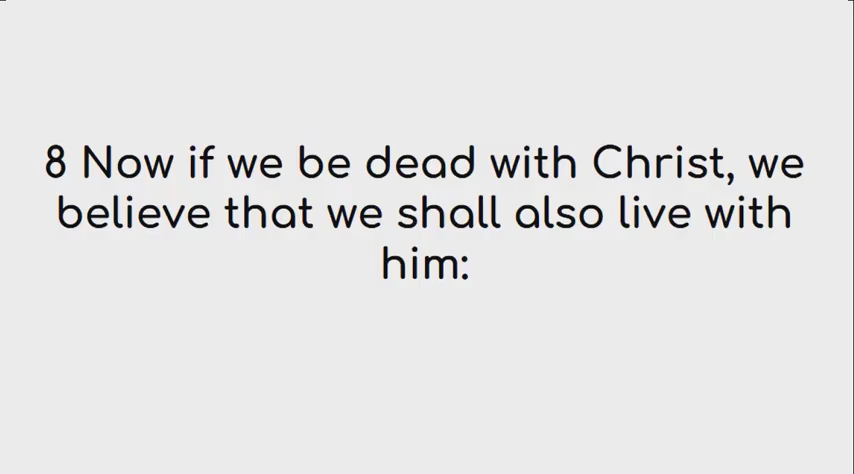 8 Now if we be dead with Christ, we
believe that we shall also live with
him: